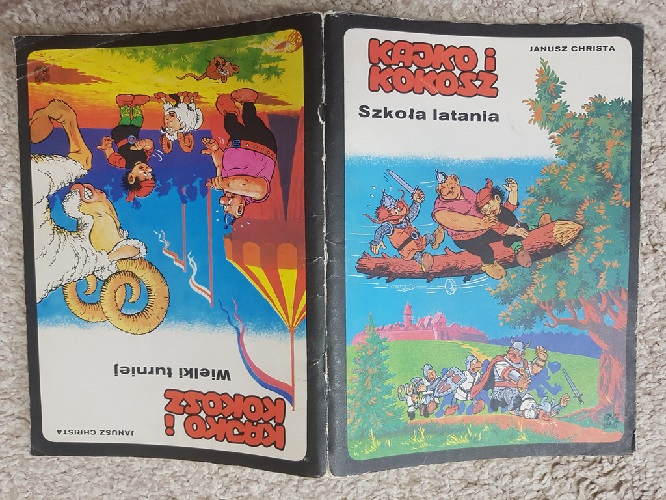 JANUSZ CHRISTA
KAJKO i
KOKOSZ
Szkoła latania
Wielki turniej
KAJKO i
KOKOSZ
JANUSZ CHRISTA